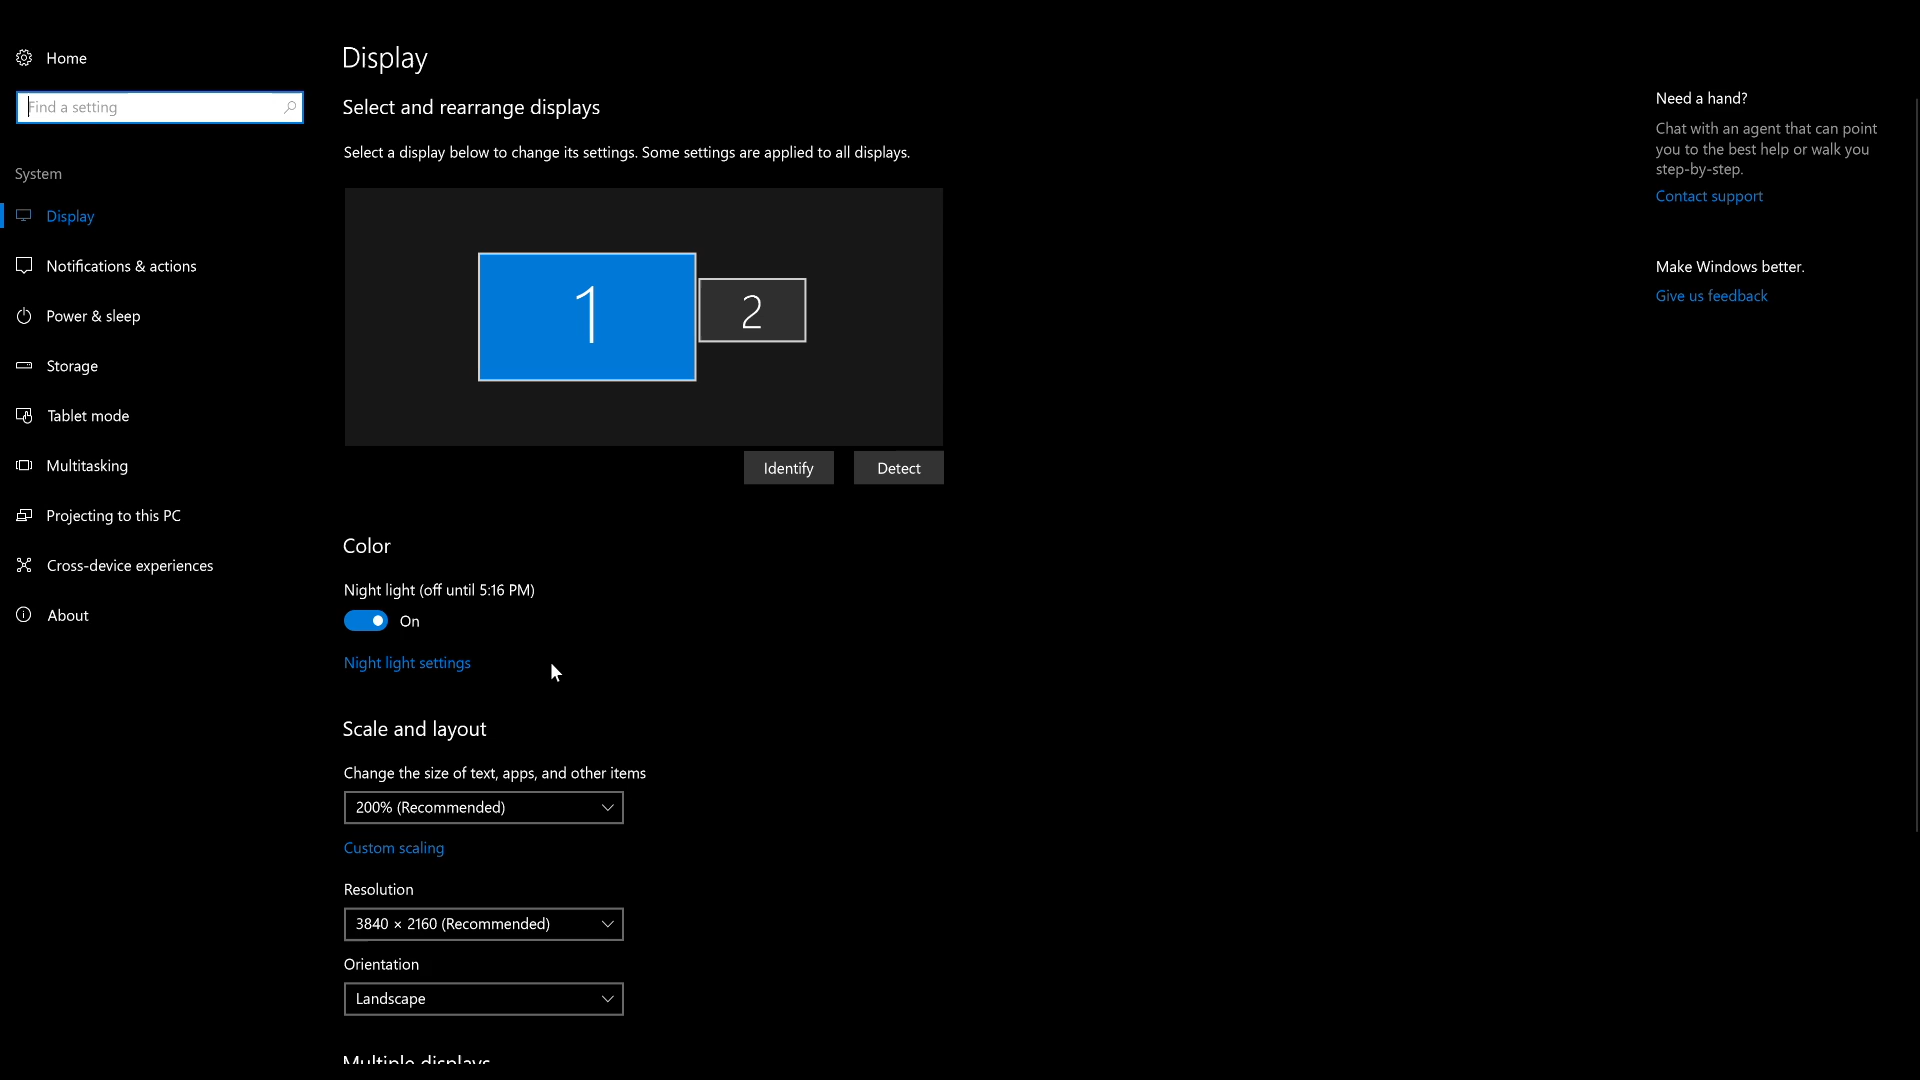 Home
Find a setting
System
Display
Notifications & actions
Power & sleep
Storage
Tablet mode
Multitasking
Projecting to this PC
Cross-device experiences
About
Display
Select and rearrange displays
Select a display below to change its settings. Some settings are applied to all displays.
1
2
Identify
Detect
Color
Night light (off until 5:16 PM)
On
Night light settings
Scale and layout
Change the size of text, apps, and other items
200% (Recommended)
Custom scaling
Resolution
3840 × 2160 (Recommended)
Orientation
Landscape
Multiple displays
Need a hand?
Chat with an agent that can point
you to the best help or walk you
step-by-step.
Contact support
Make Windows better.
Give us feedback